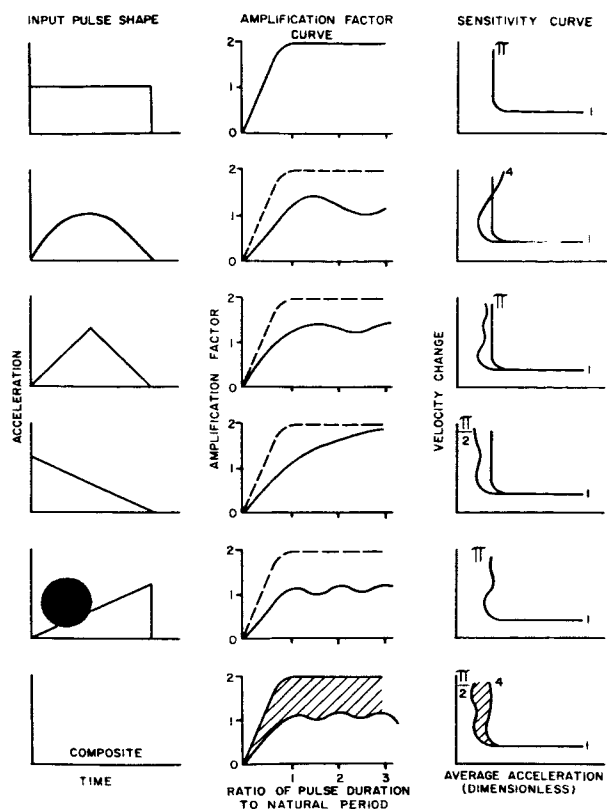 INPUT PULSE SHAPE
AMPLIFICATION FACTOR
CURVE
SENSITIVITY CURVE
2
1
0
π
1
2
1
0
4
1
2
1
0
π
1
2
1
0
π/2
1
2
1
0
π
1
2
1
0
1 2 3
π/2
4
1
ACCELERATION
AMPLIFICATION FACTOR
VELOCITY CHANGE
COMPOSITE
TIME
RATIO OF PULSE DURATION
TO NATURAL PERIOD
AVERAGE ACCELERATION
(DIMENSIONLESS)